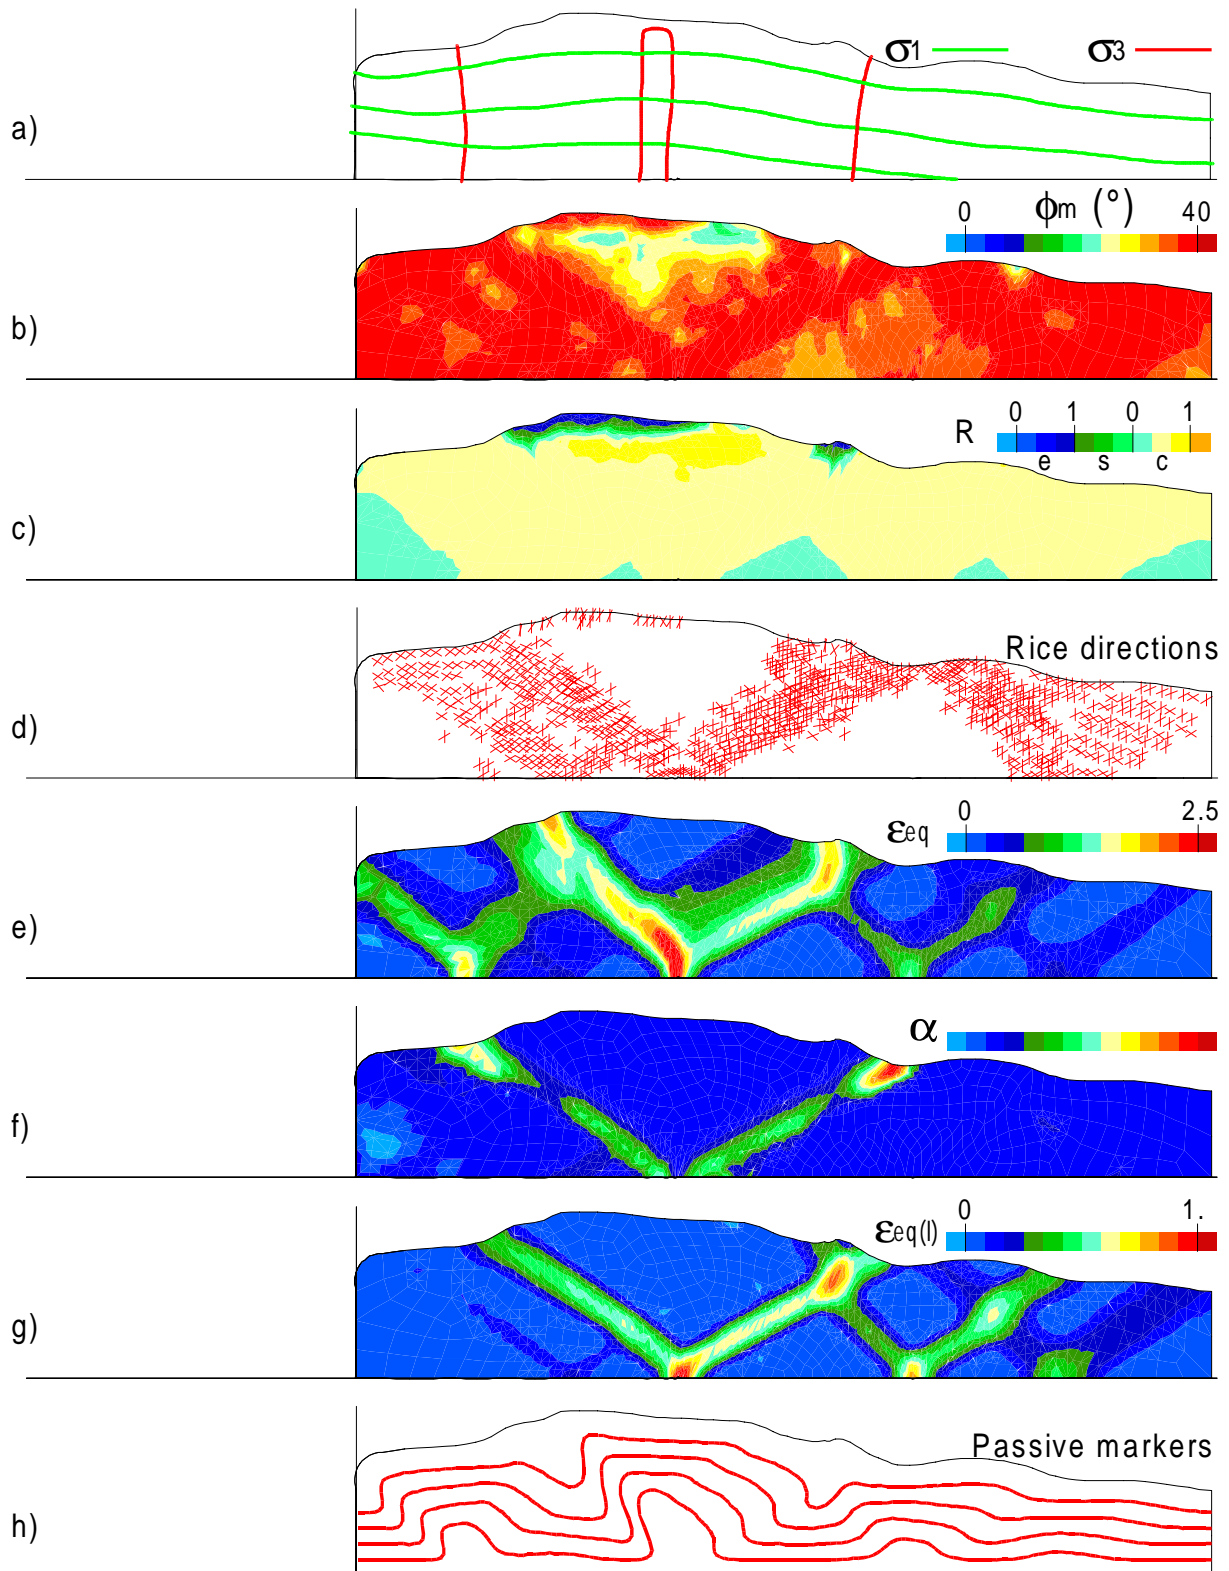 σ1 σ3
a)
0 ϕm (°) 40
b)
0 1 0 1
R
e s c
c)
Rice directions
d)
0 2.5
εeq
e)
α
f)
0 1.
εeq(l)
g)
Passive markers
h)